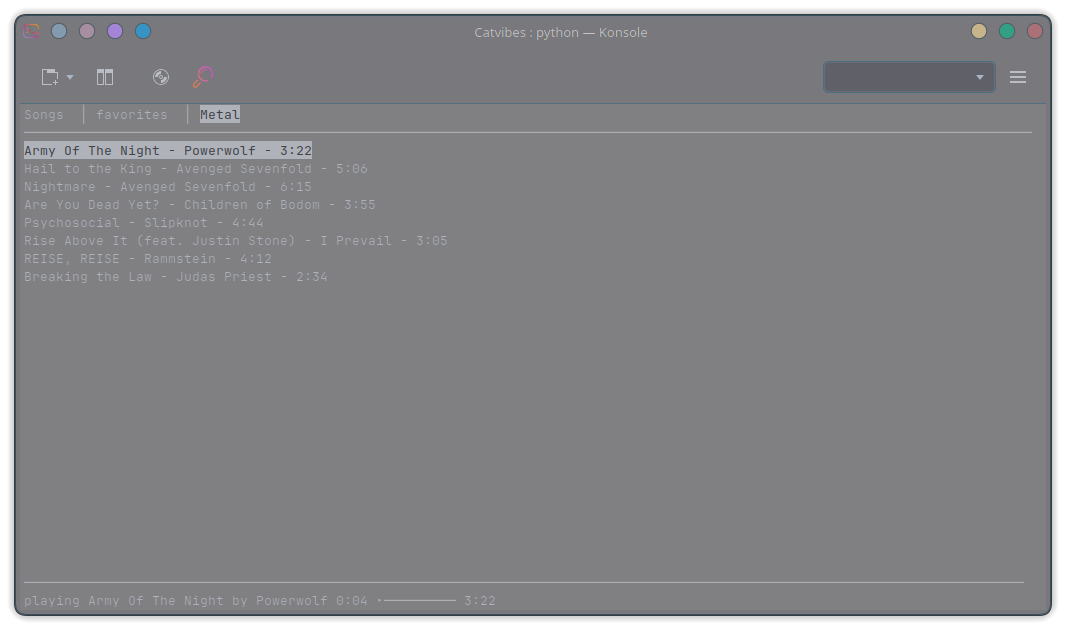 Catvibes : python — Konsole
Songs │ favorites │ Metal
Army Of The Night - Powerwolf - 3:22
Hail to the King - Avenged Sevenfold - 5:06
Nightmare - Avenged Sevenfold - 6:15
Are You Dead Yet? - Children of Bodom - 3:55
Psychosocial - Slipknot - 4:44
Rise Above It (feat. Justin Stone) - I Prevail - 3:05
REISE, REISE - Rammstein - 4:12
Breaking the Law - Judas Priest - 2:34
playing Army Of The Night by Powerwolf 0:04 ╺───────── 3:22